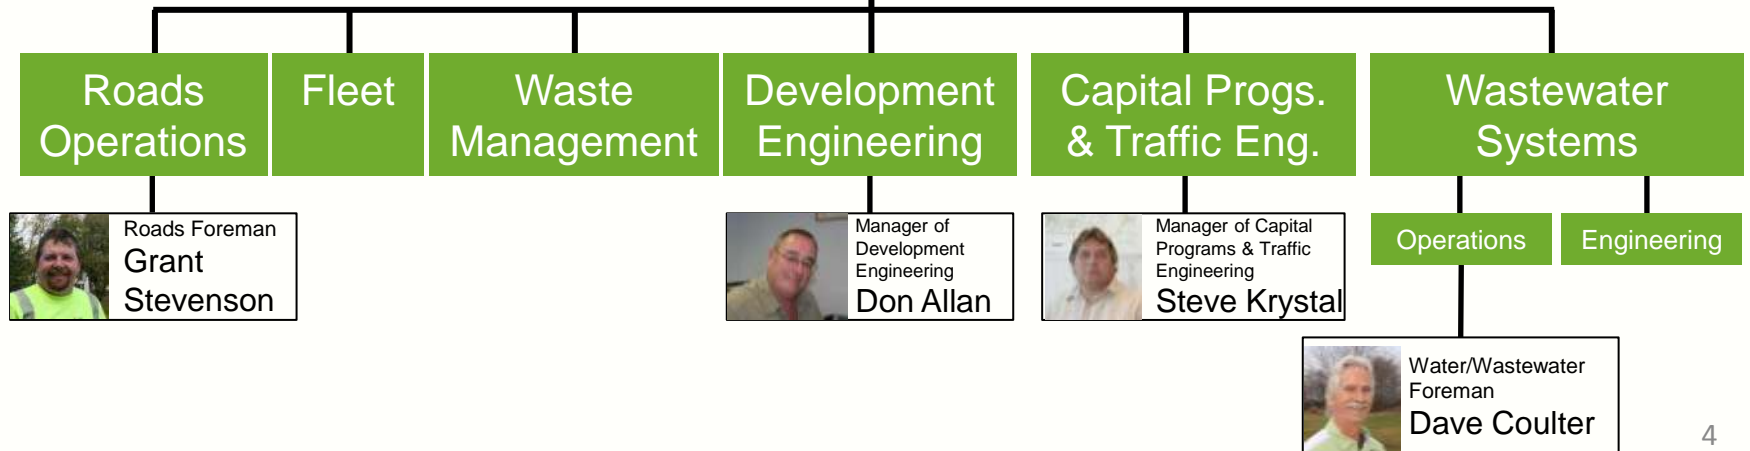 Roads
Operations
Fleet
Waste
Management
Development
Engineering
Capital Progs.
& Traffic Eng.
Wastewater
Systems
Roads Foreman
Grant
Stevenson
Manager of
Development
Engineering
Don Allan
Manager of Capital
Programs & Traffic
Engineering
Steve Krystal
Operations
Engineering
Water/Wastewater
Foreman
Dave Coulter
4